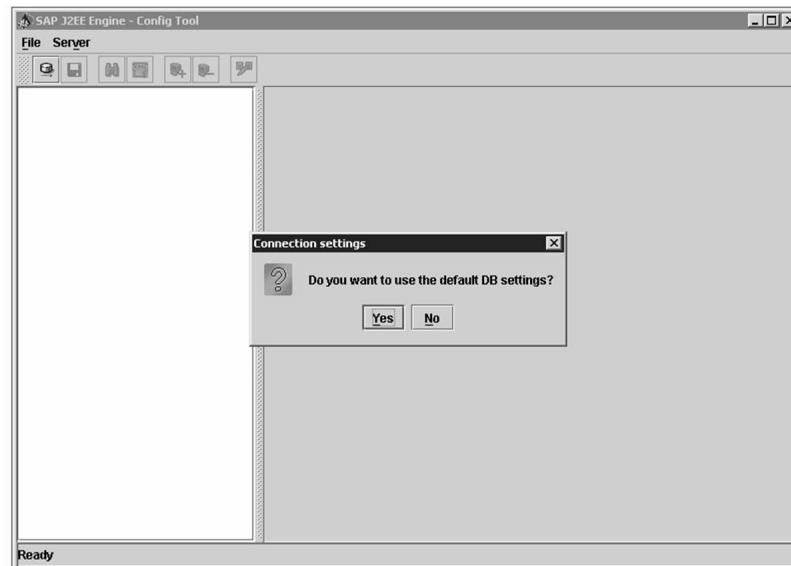 SAP J2EE Engine - Config Tool
File Server
Connection settings
Do you want to use the default DB settings?
Yes No
Ready